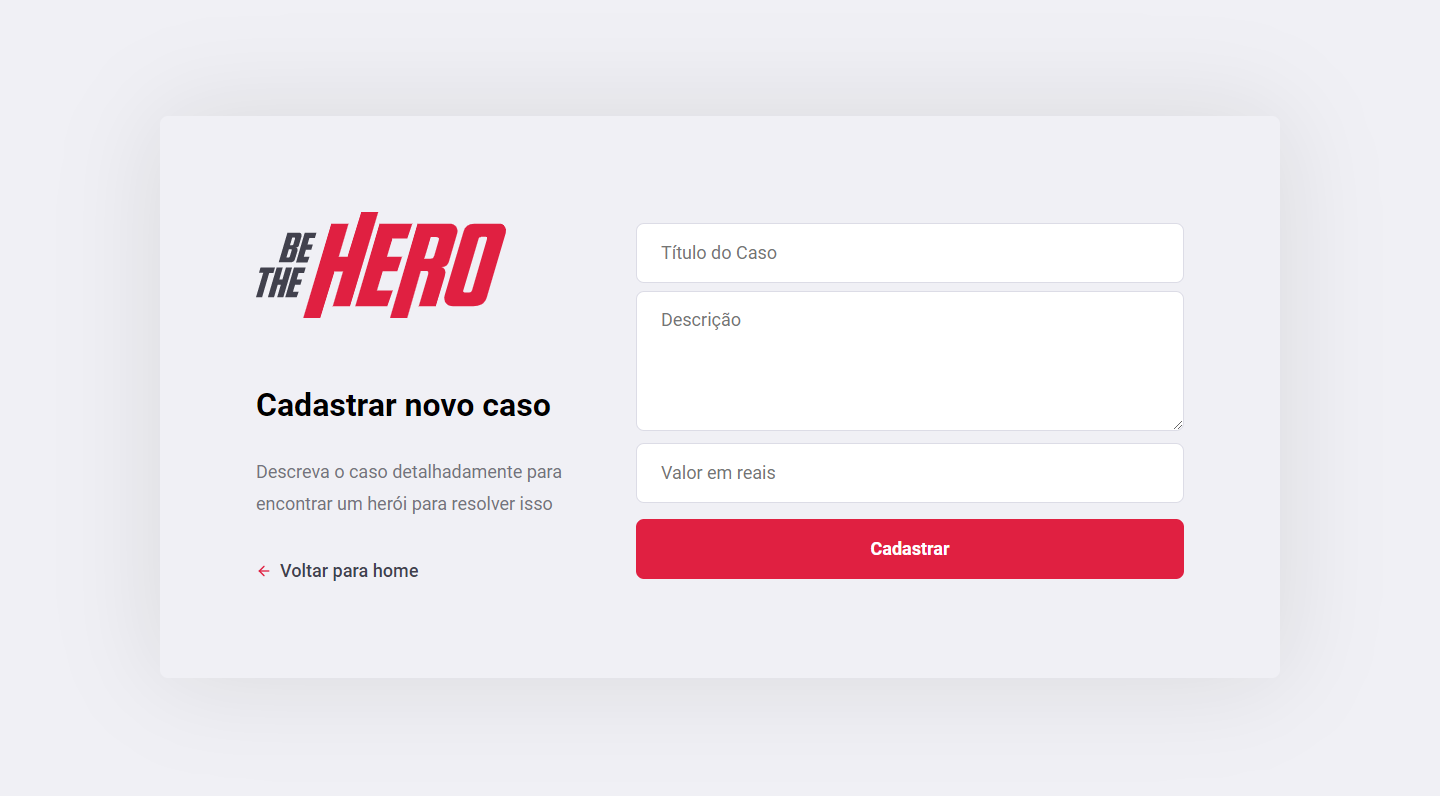 BE
THE
HERO
Cadastrar novo caso
Descreva o caso detalhadamente para
encontrar um herói para resolver isso
Voltar para home
Título do Caso
Descrição
Valor em reais
Cadastrar